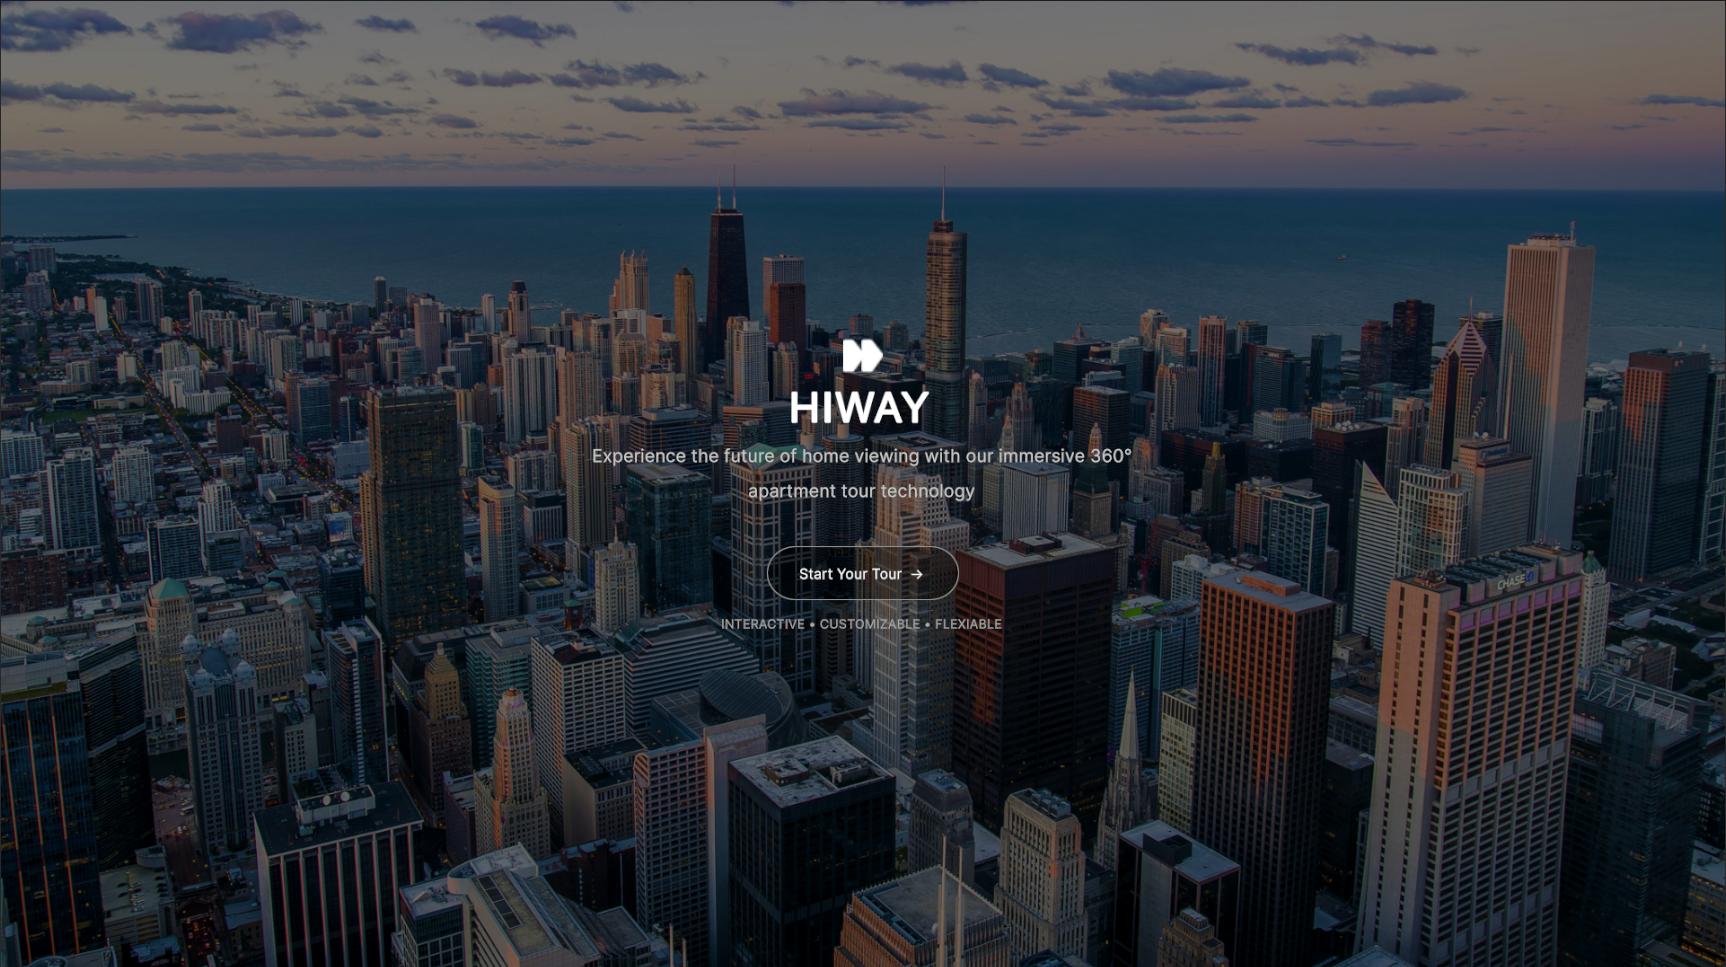 HIWAY
Experience the future of home viewing with our immersive 360°
apartment tour technology
Start Your Tour →
INTERACTIVE • CUSTOMIZABLE • FLEXIABLE
CHASE